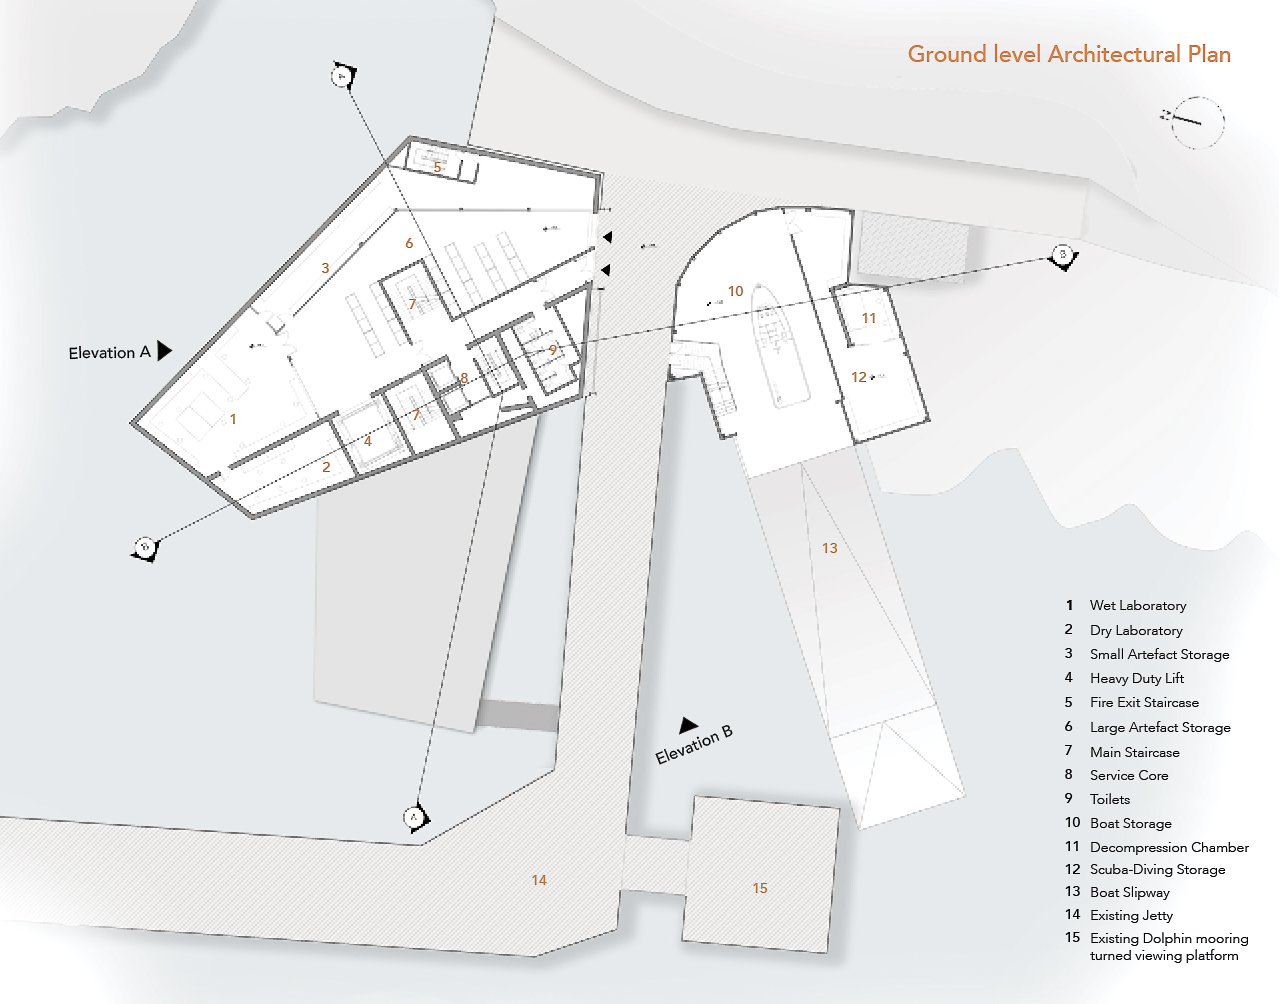 Ground level Architectural Plan
A
N
5
6
3
B
10
7
11
Elevation A
9
8
12
1
7
4
2
B
13
1 Wet Laboratory
2 Dry Laboratory
3 Small Artefact Storage
4 Heavy Duty Lift
5 Fire Exit Staircase
6 Large Artefact Storage
7 Main Staircase
8 Service Core
9 Toilets
10 Boat Storage
11 Decompression Chamber
12 Scuba-Diving Storage
13 Boat Slipway
14 Existing Jetty
15 Existing Dolphin mooring
turned viewing platform
Elevation B
A
14
15